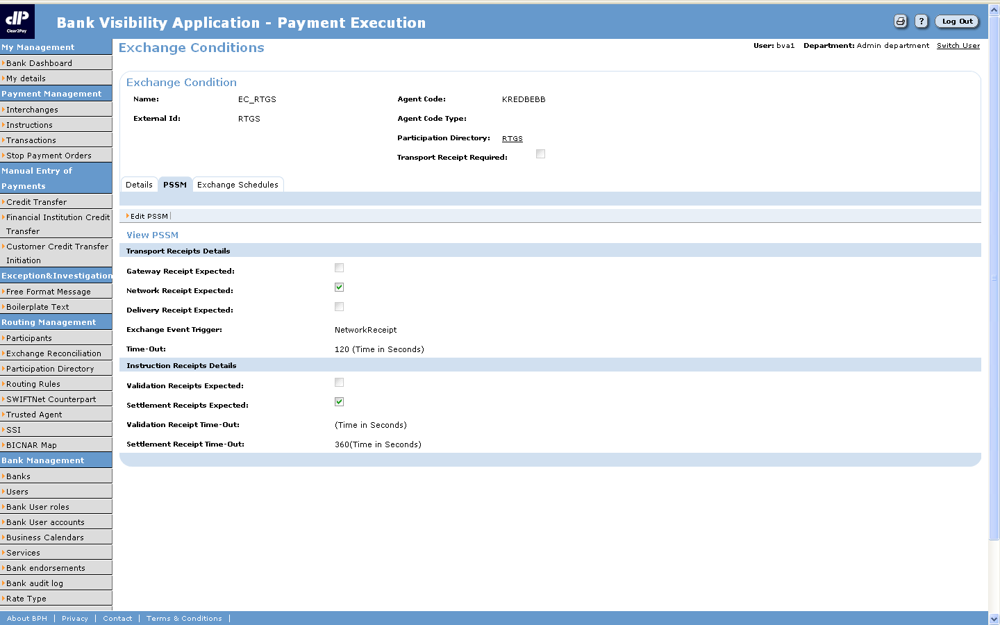 clp
Clear2Pay
Bank Visibility Application - Payment Execution
?
Log Out
Exchange Conditions
User: bva1 Department: Admin department Switch User
My Management
Bank Dashboard
My details
Payment Management
Interchanges
Instructions
Transactions
Stop Payment Orders
Manual Entry of
Payments
Credit Transfer
Financial Institution Credit
Transfer
Customer Credit Transfer
Initiation
Exception&Investigation
Free Format Message
Boilerplate Text
Routing Management
Participants
Exchange Reconciliation
Participation Directory
Routing Rules
SWIFTNet Counterpart
Trusted Agent
SSI
BICNAR Map
Bank Management
Banks
Users
Bank User roles
Bank User accounts
Business Calendars
Services
Bank endorsements
Bank audit log
Rate Type
Exchange Condition
Name: EC_RTGS Agent Code: KREDBEBB
External Id: RTGS Agent Code Type:
Participation Directory: RTGS
Transport Receipt Required:
Details PSSM Exchange Schedules
Edit PSSM
View PSSM
Transport Receipts Details
Gateway Receipt Expected:
Network Receipt Expected:
Delivery Receipt Expected:
Exchange Event Trigger: NetworkReceipt
Time-Out: 120 (Time in Seconds)
Instruction Receipts Details
Validation Receipts Expected:
Settlement Receipts Expected:
Validation Receipt Time-Out: (Time in Seconds)
Settlement Receipt Time-Out: 360(Time in Seconds)
About BPH | Privacy | Contact | Terms & Conditions |